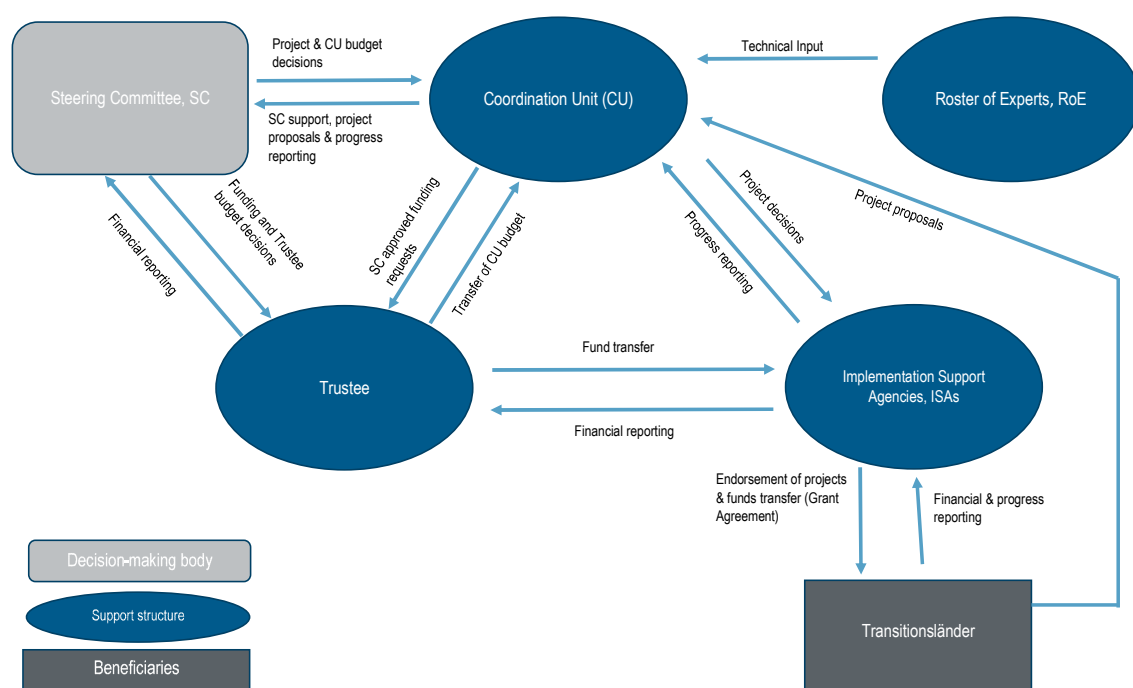 Steering Committee, SC
Project & CU budget
decisions
SC support, project
proposals & progress
reporting
Coordination Unit (CU)
Technical Input
Roster of Experts, RoE
Financial reporting
Funding and Trustee
budget decisions
SC approved funding
requests
Transfer of CU budget
Progress reporting
Project decisions
Project proposals
Trustee
Fund transfer
Financial reporting
Implementation Support
Agencies, ISAs
Endorsement of projects
& funds transfer (Grant
Agreement)
Financial & progress
reporting
Transitionsländer
Decision-making body
Support structure
Beneficiaries